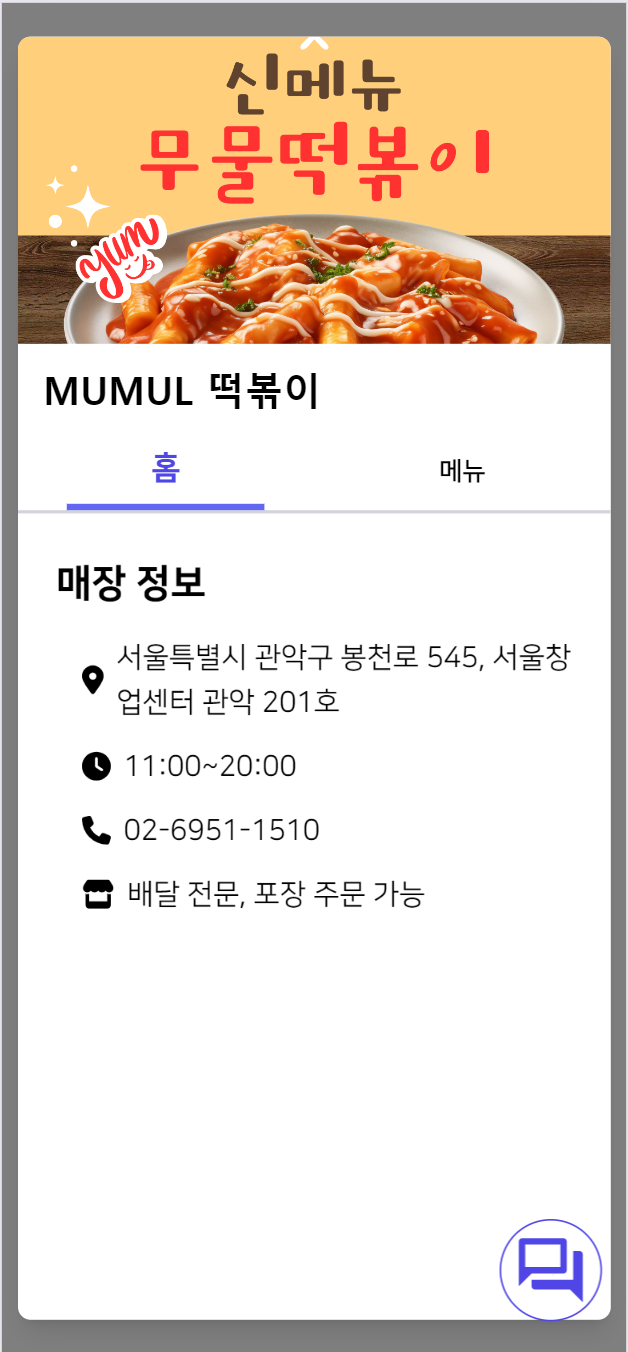 신메뉴
무물떡볶이
yum
MUMUL 떡볶이
홈
메뉴
매장 정보
서울특별시 관악구 봉천로 545, 서울창
업센터 관악 201호
11:00~20:00
02-6951-1510
배달 전문, 포장 주문 가능